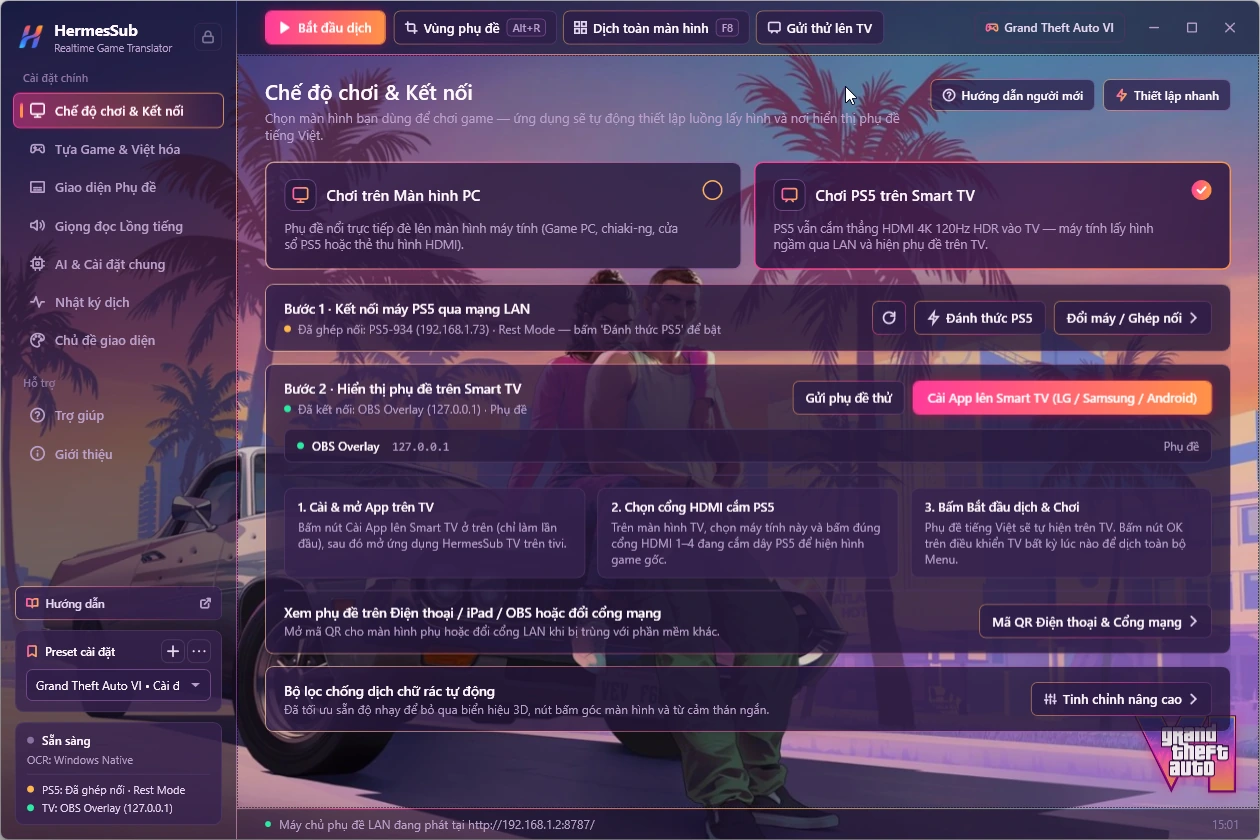 HermesSub
Realtime Game Translator
Cài đặt chính
Chế độ chơi & Kết nối
Tựa Game & Việt hóa
Giao diện Phụ đề
Giọng đọc Lồng tiếng
AI & Cài đặt chung
Nhật ký dịch
Chủ đề giao diện
Hỗ trợ
Trợ giúp
Giới thiệu
Hướng dẫn
Preset cài đặt
Grand Theft Auto VI • Cài đ
Sẵn sàng
OCR: Windows Native
PS5: Đã ghép nối · Rest Mode
TV: OBS Overlay (127.0.0.1)
Bắt đầu dịch
Vùng phụ đề Alt+R
Dịch toàn màn hình F8
Gửi thử lên TV
Grand Theft Auto VI
Chế độ chơi & Kết nối
Chọn màn hình bạn dùng để chơi game — ứng dụng sẽ tự động thiết lập luồng lấy hình và nơi hiển thị phụ đề
tiếng Việt.
Hướng dẫn người mới
Thiết lập nhanh
Chơi trên Màn hình PC
Phụ đề nổi trực tiếp đè lên màn hình máy tính (Game PC, chiaki-ng, cửa
sổ PS5 hoặc thẻ thu hình HDMI).
Chơi PS5 trên Smart TV
PS5 vẫn cắm thẳng HDMI 4K 120Hz HDR vào TV — máy tính lấy hình
ngầm qua LAN và hiện phụ đề trên TV.
Bước 1 · Kết nối máy PS5 qua mạng LAN
Đã ghép nối: PS5-934 (192.168.1.73) · Rest Mode — bấm 'Đánh thức PS5' để bật
Đánh thức PS5
Đổi máy / Ghép nối
Bước 2 · Hiển thị phụ đề trên Smart TV
Đã kết nối: OBS Overlay (127.0.0.1) · Phụ đề
Gửi phụ đề thử
Cài App lên Smart TV (LG / Samsung / Android)
OBS Overlay 127.0.0.1
Phụ đề
1. Cài & mở App trên TV
Bấm nút Cài App lên Smart TV ở trên (chỉ làm lần
đầu), sau đó mở ứng dụng HermesSub TV trên tivi.
2. Chọn cổng HDMI cắm PS5
Trên màn hình TV, chọn máy tính này và bấm đúng
cổng HDMI 1–4 đang cắm dây PS5 để hiện hình
game gốc.
3. Bấm Bắt đầu dịch & Chơi
Phụ đề tiếng Việt sẽ tự hiện trên TV. Bấm nút OK
trên điều khiển TV bất kỳ lúc nào để dịch toàn bộ
Menu.
Xem phụ đề trên Điện thoại / iPad / OBS hoặc đổi cổng mạng
Mở mã QR cho màn hình phụ hoặc đổi cổng LAN khi bị trùng với phần mềm khác.
Mã QR Điện thoại & Cổng mạng
Bộ lọc chống dịch chữ rác tự động
Đã tối ưu sẵn độ nhạy để bỏ qua biển hiệu 3D, nút bấm góc màn hình và từ cảm thán ngắn.
Tinh chỉnh nâng cao
grand
theft
auto
Máy chủ phụ đề LAN đang phát tại http://192.168.1.2:8787/
15:01